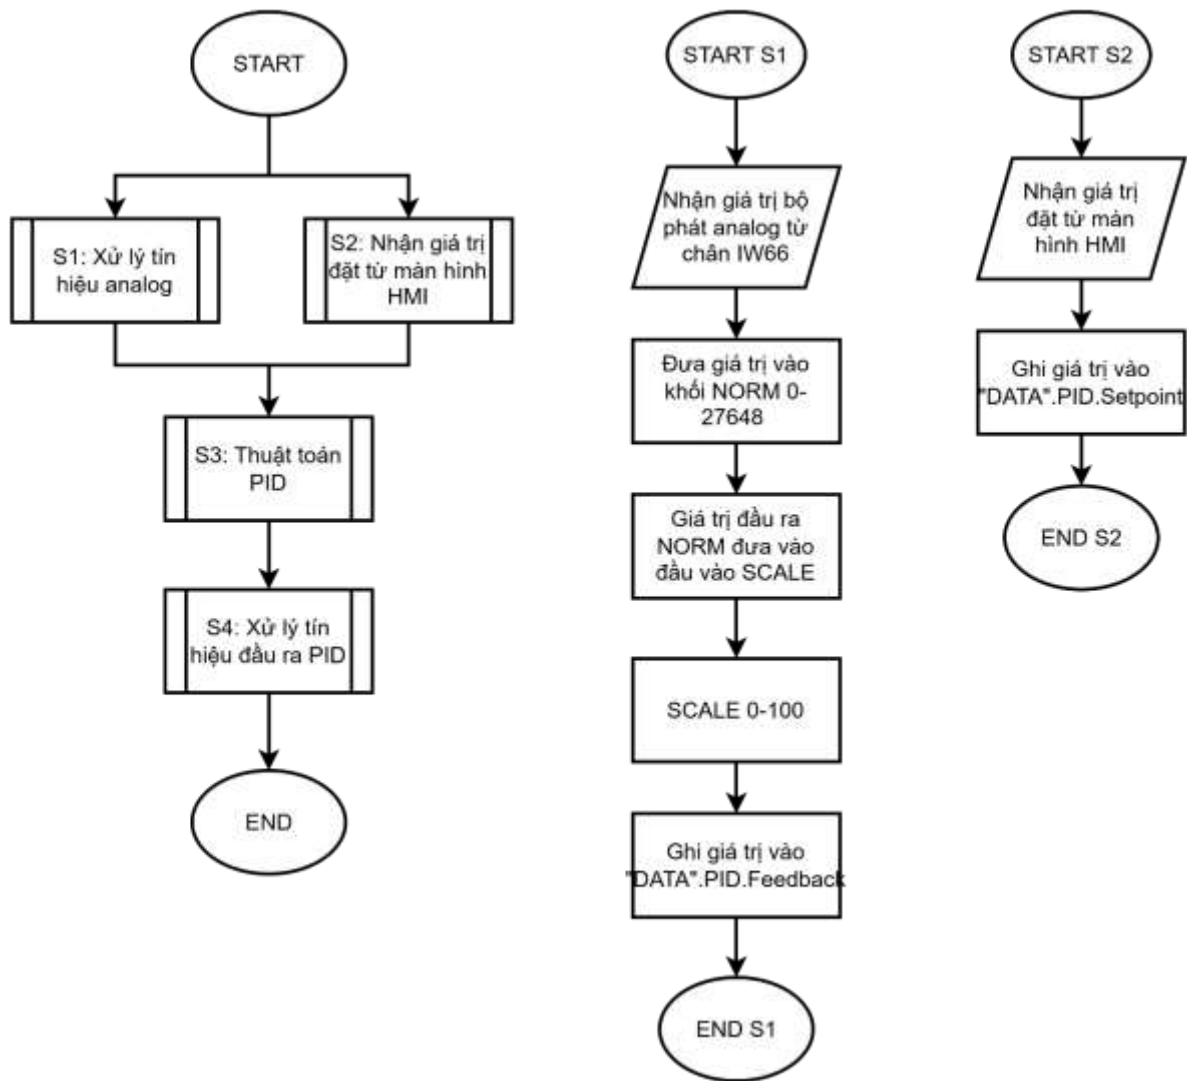 START
S1: Xử lý tín
hiệu analog
S2: Nhận giá trị
đặt từ màn hình
HMI
S3: Thuật toán
PID
S4: Xử lý tín
hiệu đầu ra PID
END
START S1
Nhận giá trị bộ
phát analog từ
chân IW66
Đưa giá trị vào
khối NORM 0-
27648
Giá trị đầu ra
NORM đưa vào
đầu vào SCALE
SCALE 0-100
Ghi giá trị vào
"DATA".PID.Feedback
END S1
START S2
Nhận giá trị
đặt từ màn
hình HMI
Ghi giá trị vào
"DATA".PID.Setpoint
END S2